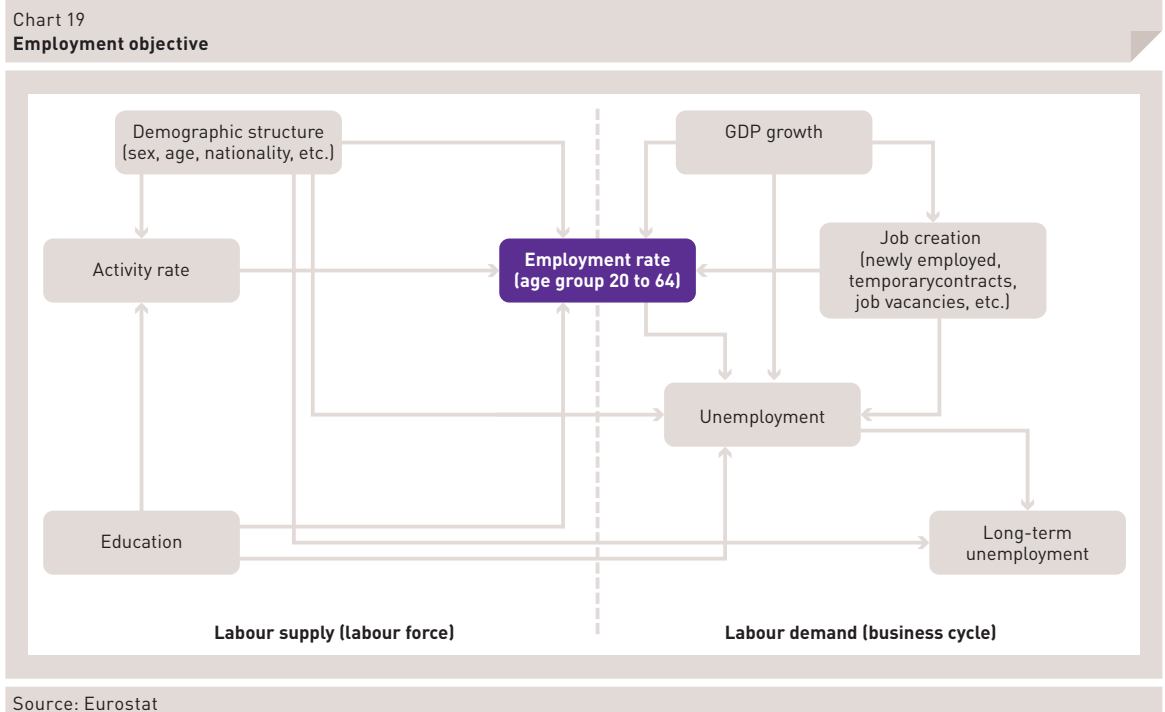 Chart 19
Employment objective
Demographic structure
(sex, age, nationality, etc.)
GDP growth
Activity rate
Employment rate
(age group 20 to 64)
Job creation
(newly employed,
temporarycontracts,
job vacancies, etc.)
Unemployment
Education
Long-term
unemployment
Labour supply (labour force)
Labour demand (business cycle)
Source: Eurostat